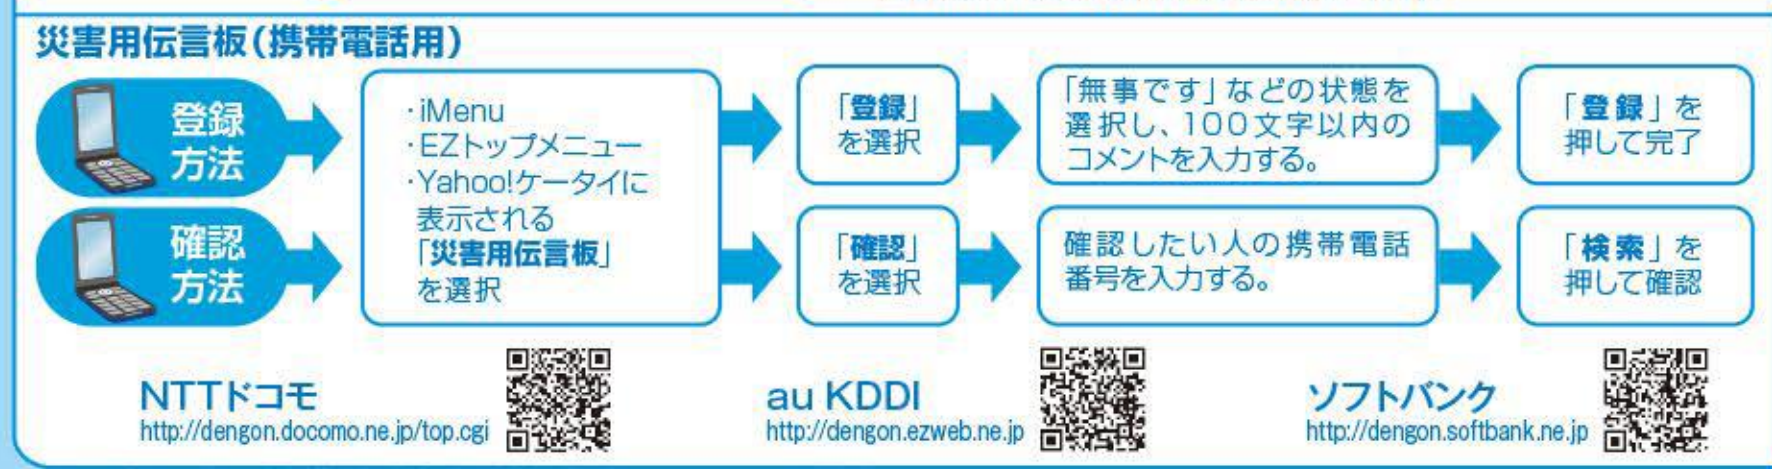 災害用伝言板(携帯電話用)
登録
方法
・iMenu
・EZトップメニュー
・Yahoo!ケータイに
表示される
「災害用伝言板」
を選択
「登録」
を選択
「無事です」などの状態を
選択し、100文字以内の
コメントを入力する。
「登録」を
押して完了
確認
方法
「確認」
を選択
確認したい人の携帯電話
番号を入力する。
「検索」を
押して確認
NTTドコモ
http://dengon.docomo.ne.jp/top.cgi
au KDDI
http://dengon.ezweb.ne.jp
ソフトバンク
http://dengon.softbank.ne.jp